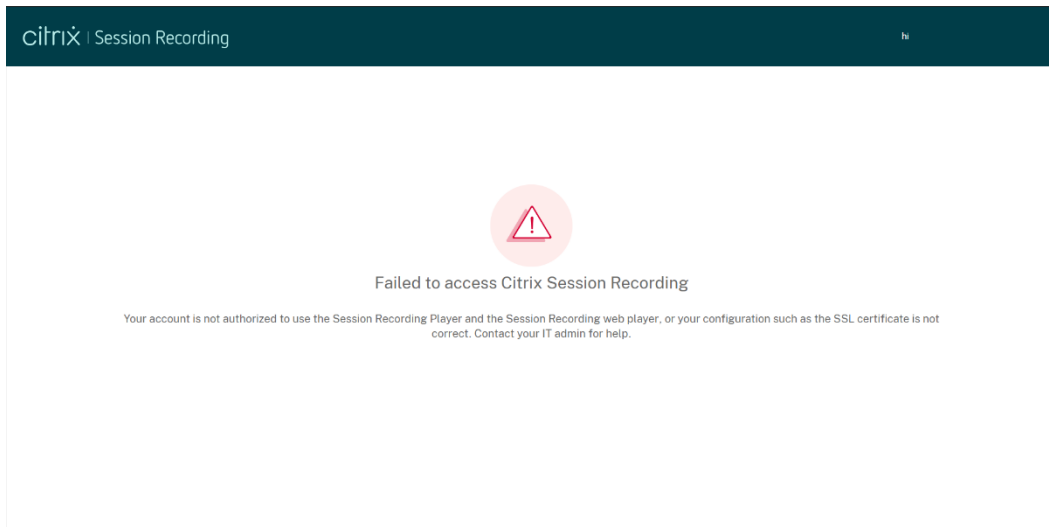 citrix | Session Recording
hi
Failed to access Citrix Session Recording
Your account is not authorized to use the Session Recording Player and the Session Recording web player, or your configuration such as the SSL certificate is not
correct. Contact your IT admin for help.